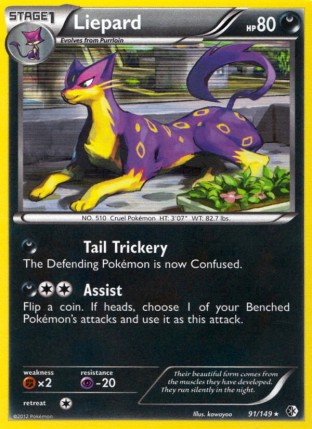 STAGE1 Liepard HP80
Evolves from Purrloin
NO. 510 Cruel Pokémon HT: 3'07" WT: 82.7 lbs.
Tail Trickery
The Defending Pokémon is now Confused.
Assist
Flip a coin. If heads, choose 1 of your Benched
Pokémon's attacks and use it as this attack.
weakness resistance
×2 -20
retreat
Their beautiful form comes from
the muscles they have developed.
They run silently in the night.
©2012 Pokémon Illus. kawayoo 91/149 ★